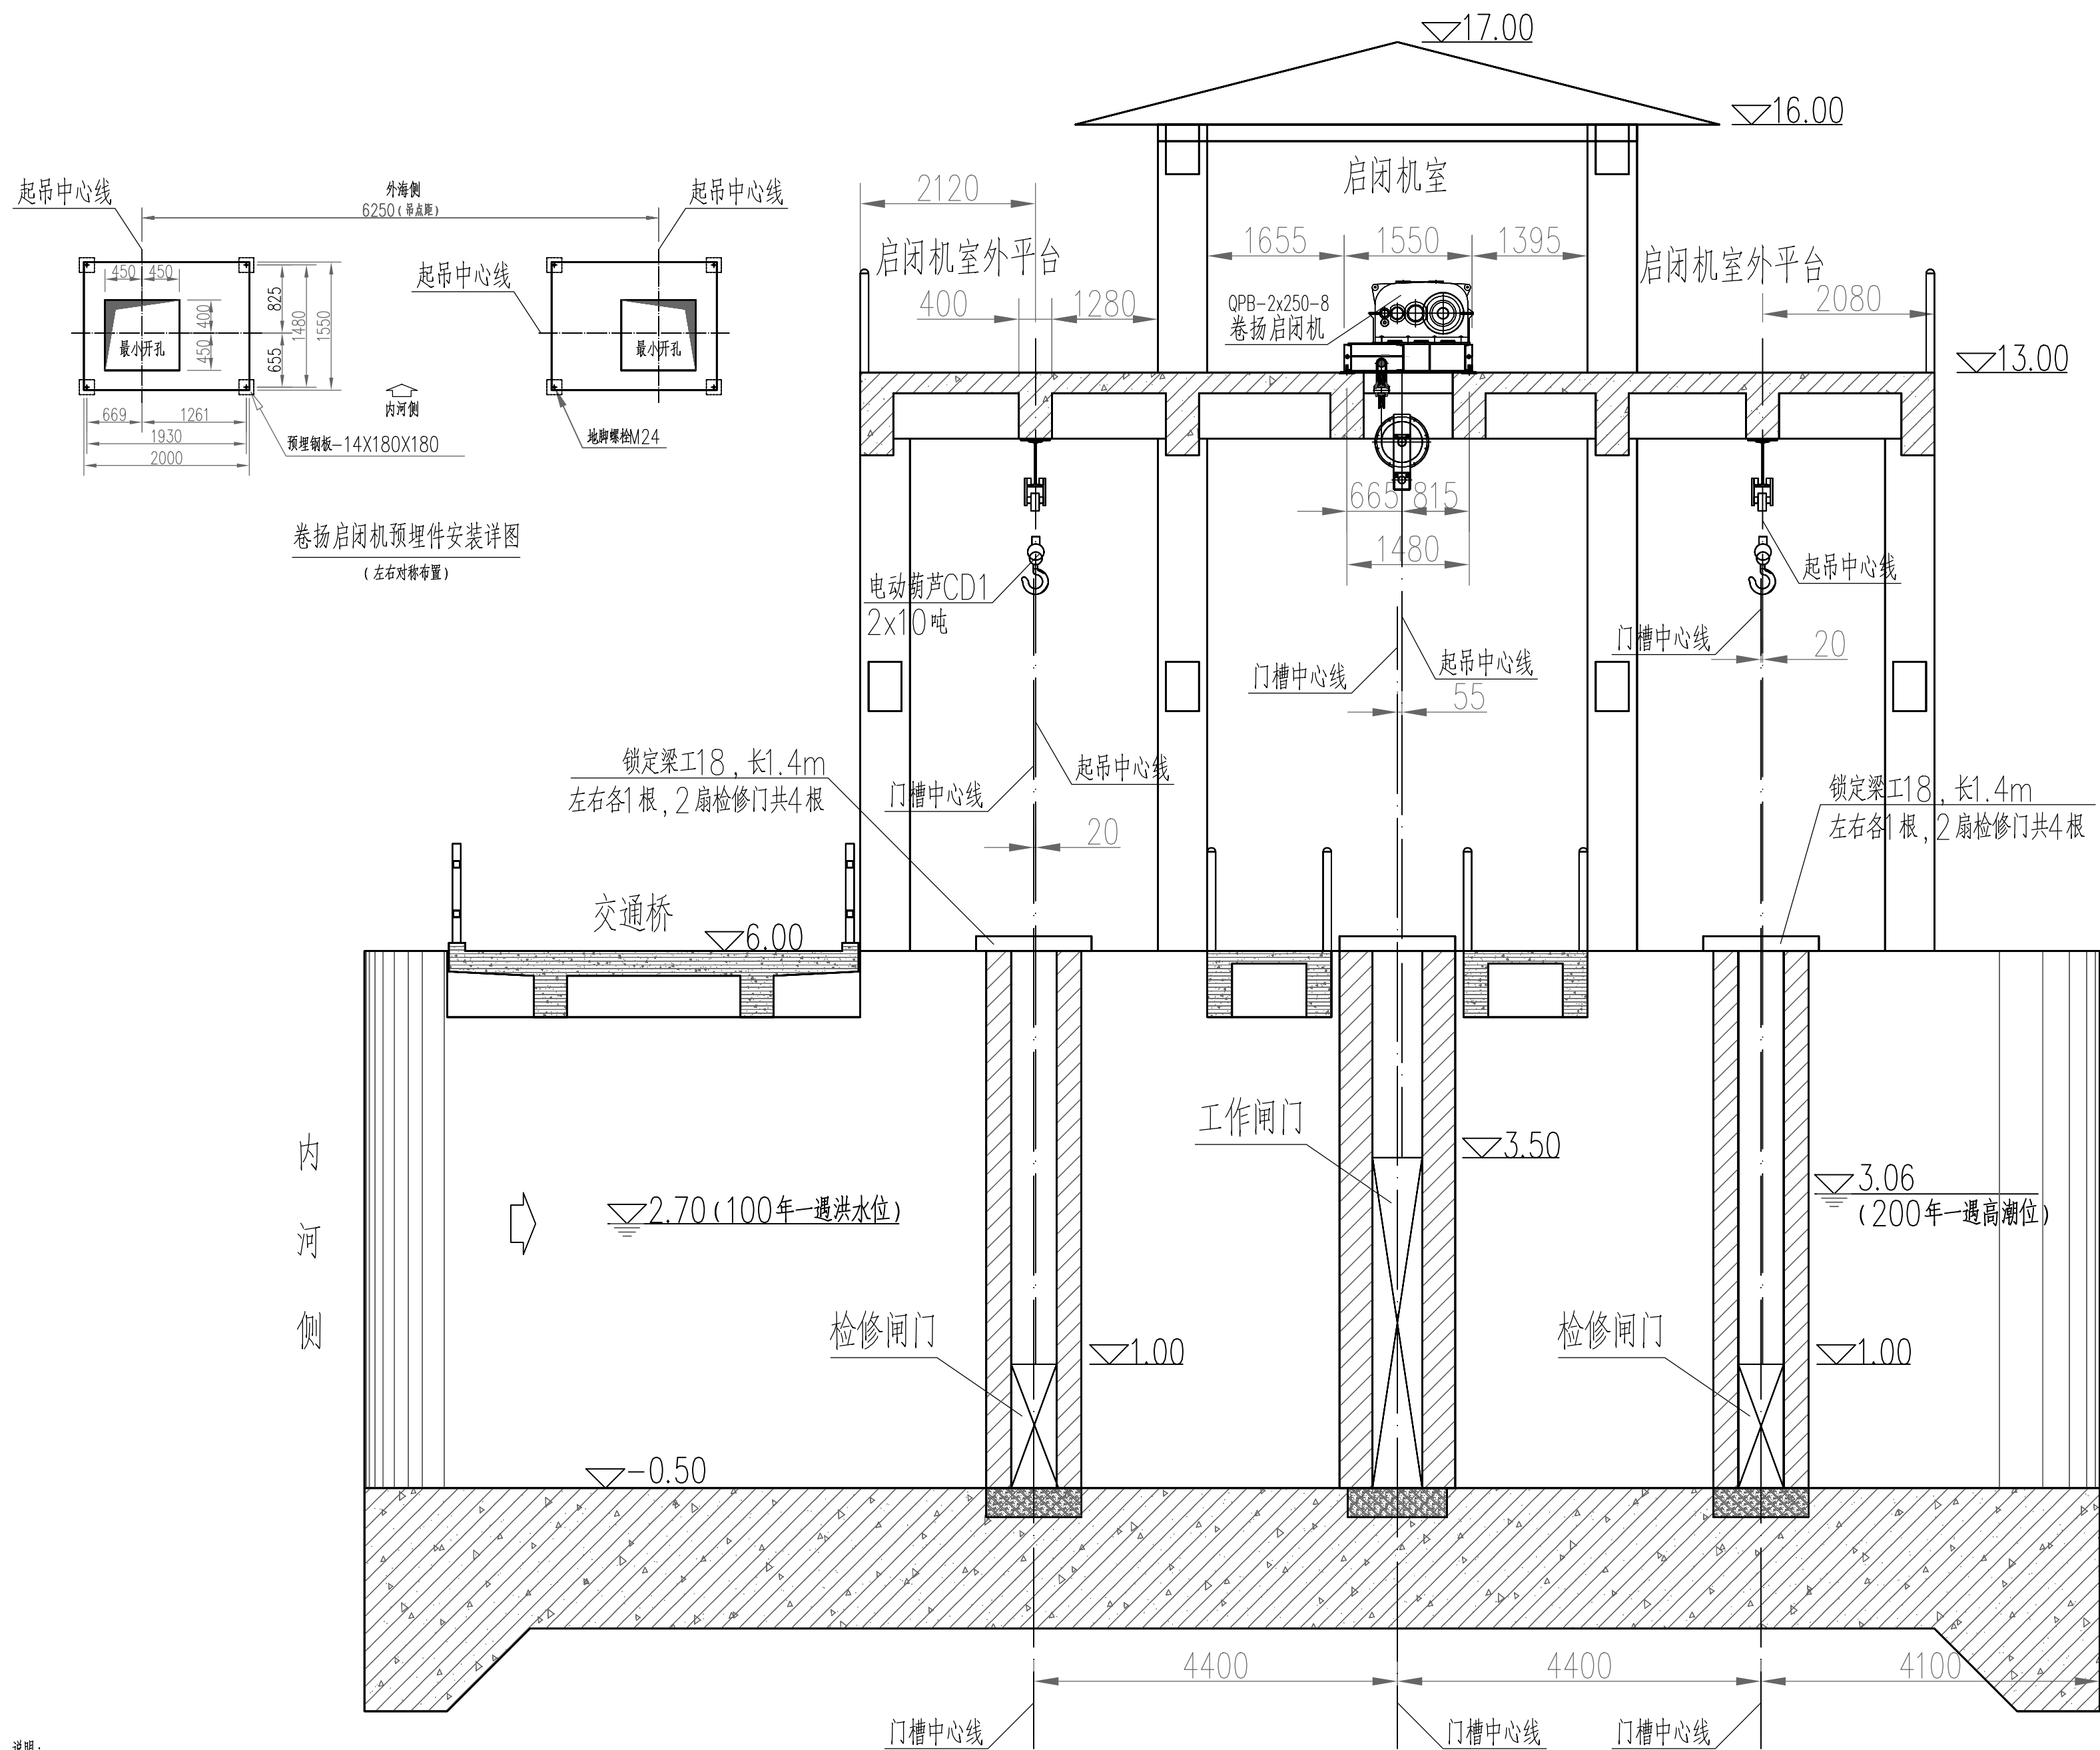 17.00
16.00
启闭机室
起吊中心线
外海侧
6250(吊点距)
起吊中心线
2120
启闭机室外平台
1655
1550
1395
启闭机室外平台
450
450
起吊中心线
825
1480
1550
400
450
655
最小开孔
最小开孔
400
1280
QPB-2x250-8
卷扬启闭机
2080
13.00
内河侧
669
1261
1930
2000
预埋钢板-14X180X180
地脚螺栓M24
卷扬启闭机预埋件安装详图
(左右对称布置)
665
815
1480
电动葫芦CD1
2x10吨
起吊中心线
门槽中心线
20
门槽中心线
起吊中心线
55
锁定梁工18,长1.4m
左右各1根,2扇检修门共4根
起吊中心线
门槽中心线
20
锁定梁工18,长1.4m
左右各1根,2扇检修门共4根
交通桥
6.00
工作闸门
3.50
内河侧
2.70(100年一遇洪水位)
3.06
(200年一遇高潮位)
检修闸门
1.00
检修闸门
1.00
-0.50
4400
4400
4100
门槽中心线
门槽中心线
门槽中心线
说明: